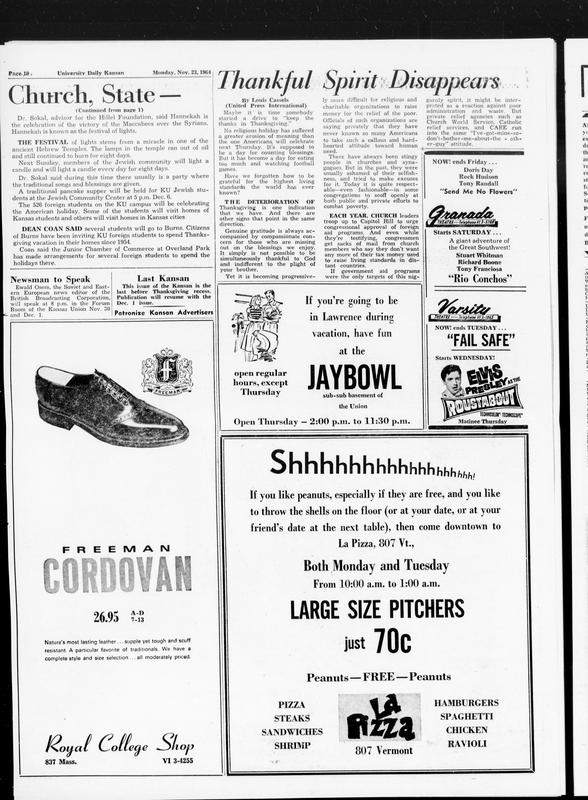 Page 10. University Daily Kansan Monday, Nov. 23, 1964
Church, State—
(Continued from page 1)
Dr. Sokal, advisor for the Hillel Foundation, said Hannekah is
the celebration of the victory of the Maccabees over the Syrians.
Hannekah is known as the festival of lights.
THE FESTIVAL of lights stems from a miracle in one of the
ancient Hebrew Temples. The lamps in the temple ran out of oil
and still continued to burn for eight days.
Next Sunday, members of the Jewish community will light a
candle and will light a candle every day for eight days.
Dr. Sokal said during this time there usually is a party where
the traditional songs and blessings are given.
A traditional pancake supper will be held for KU Jewish stu-
dents at the Jewish Community Center at 5 p.m. Dec. 6.
The 526 foreign students on the KU campus will be celebrating
the American holiday. Some of the students will visit homes of
Kansas students and others will visit homes in Kansas cities.
DEAN COAN SAID several students will go to Burns. Citizens
of Burns have been inviting KU foreign students to spend Thanks-
giving vacation in their homes since 1954.
Coan said the Junior Chamber of Commerce at Overland Park
has made arrangements for several foreign students to spend the
holidays there.
Newsman to Speak
Ewald Osers, the Soviet and East-
ern European news editor of the
British Broadcasting Corporation,
will speak at 8 p.m. in the Forum
Room of the Kansas Union Nov. 30
and Dec. 1.
Last Kansan
This issue of the Kansan is the
last before Thanksgiving recess.
Publication will resume with the
Dec. 1 issue.
Patronize Kansan Advertisers
FREEMAN
FREEMAN
CORDOVAN
26.95 A-D
7-13
Nature's most lasting leather...supple yet tough and scuff
resistant. A particular favorite of traditionals. We have a
complete style and size selection...all moderately priced.
Royal College Shop
837 Mass. VI 3-4255
Thankful Spirit Disappears
By Louis Cassels
(United Press International)
Maybe it is time somebody
started a drive to "keep the
thanks in Thanksgiving."
No religious holiday has suffered
a greater erosion of meaning than
the one Americans will celebrate
next Thursday. It's supposed to
be a day for counting blessings.
But it has become a day for eating
too much and watching football
games.
Have we forgotten how to be
grateful for the highest living
standards the world has ever
known?
THE DETERIORATION OF
Thanksgiving is one indication
that we have. And there are
other signs that point in the same
direction.
Genuine gratitude is always ac-
companied by compassionate con-
cern for those who are missing
out on the blessings we enjoy.
It simply is not possible to be
simultaneously thankful to God
and indifferent to the plight of
your brother.
Yet it is becoming progressive-
ly more difficult for religious and
charitable organizations to raise
money for the relief of the poor.
Officials of such organizations are
saying privately that they have
never known so many Americans
to take such a callous and hard-
hearted attitude toward human
need.
There have always been stingy
people in churches and syna-
gogues. But in the past, they were
usually ashamed of their selfish-
ness, and tried to make excuses
for it. Today it is quite respect-
able—even fashionable—in some
congregations to scoff openly at
both public and private efforts to
combat poverty.
EACH YEAR, CHURCH leaders
troop up to Capitol Hill to urge
congressional approval of foreign
aid programs. And even while
they're testifying, congressmen
get sacks of mail from church
members who say they don't want
any more of their tax money used
to raise living standards in dis-
tant countries.
If government aid programs
were the only targets of this nig-
gardly spirit, it might be inter-
preted as a reaction against poor
administration and waste. But
private relief agencies such as
Church World Service, Catholic
relief services, and CARE run
into the same "I've-got-mine-so-
don't-bother-me-about-the-oth-
er-guy" attitude.
NOW! ends Friday...
Doris Day
Rock Hudson
Tony Randall
"Send Me No Flowers"
Granada
Starts SATURDAY...
A giant adventure of
the Great Southwest!
Stuart Whitman
Richard Boone
Tony Franciosa
"Rio Conchos"
Varsity
NOW! ends TUESDAY...
"FAIL SAFE"
Starts WEDNESDAY!
ELVIS
PRESLEY AS THE
ROUSTABOUT
TECHNICOLOR TECHNISCOPE
Matinee Thursday
open regular
hours, except
Thursday
If you're going to be
in Lawrence during
vacation, have fun
at the
JAYBOWL
sub-sub basement of
the Union
Open Thursday — 2:00 p.m. to 11:30 p.m.
Shhhhhhhhhhhhhhhhhh!
If you like peanuts, especially if they are free, and you like
to throw the shells on the floor (or at your date, or at your
friend's date at the next table), then come downtown to
La Pizza, 807 Vt.,
Both Monday and Tuesday
From 10:00 a.m. to 1:00 a.m.
LARGE SIZE PITCHERS
just 70c
Peanuts—FREE—Peanuts
PIZZA
STEAKS
SANDWICHES
SHRIMP
La
Pizza
807 Vermont
HAMBURGERS
SPAGHETTI
CHICKEN
RAVIOLI